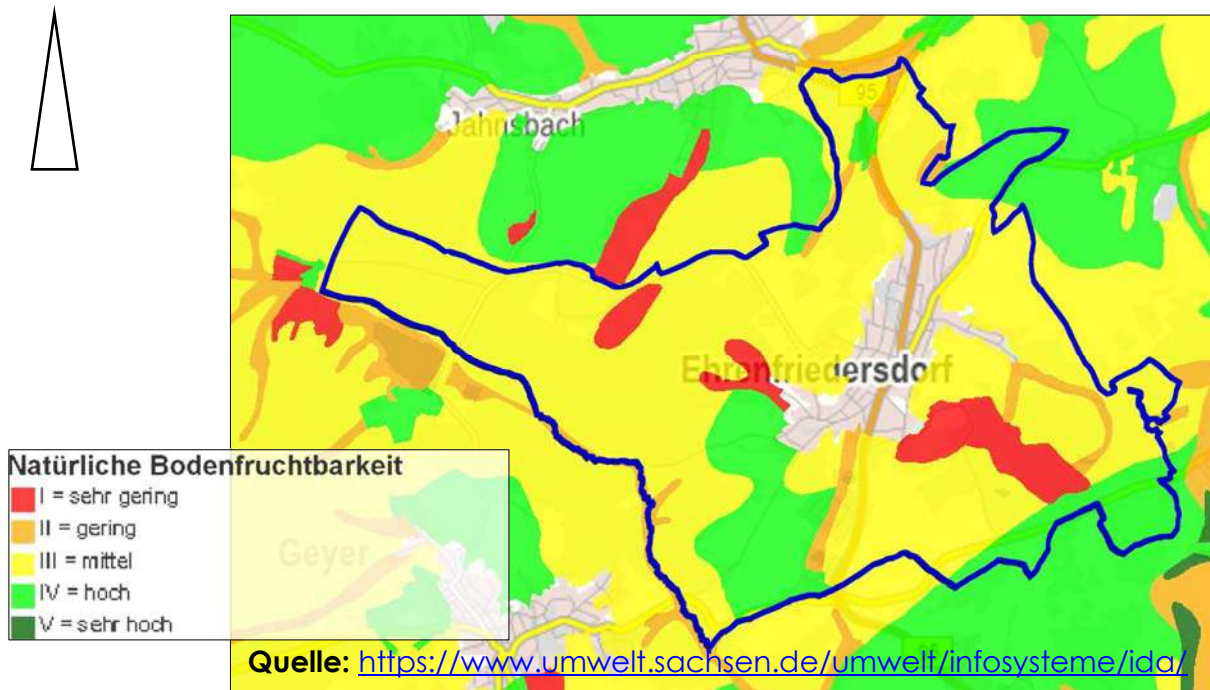 95
Jahnsbach
Ehrenfriedersdorf
Natürliche Bodenfruchtbarkeit
I = sehr gering
II = gering
III = mittel
IV = hoch
V = sehr hoch
Geyer
Quelle: https://www.umwelt.sachsen.de/umwelt/infosysteme/ida/